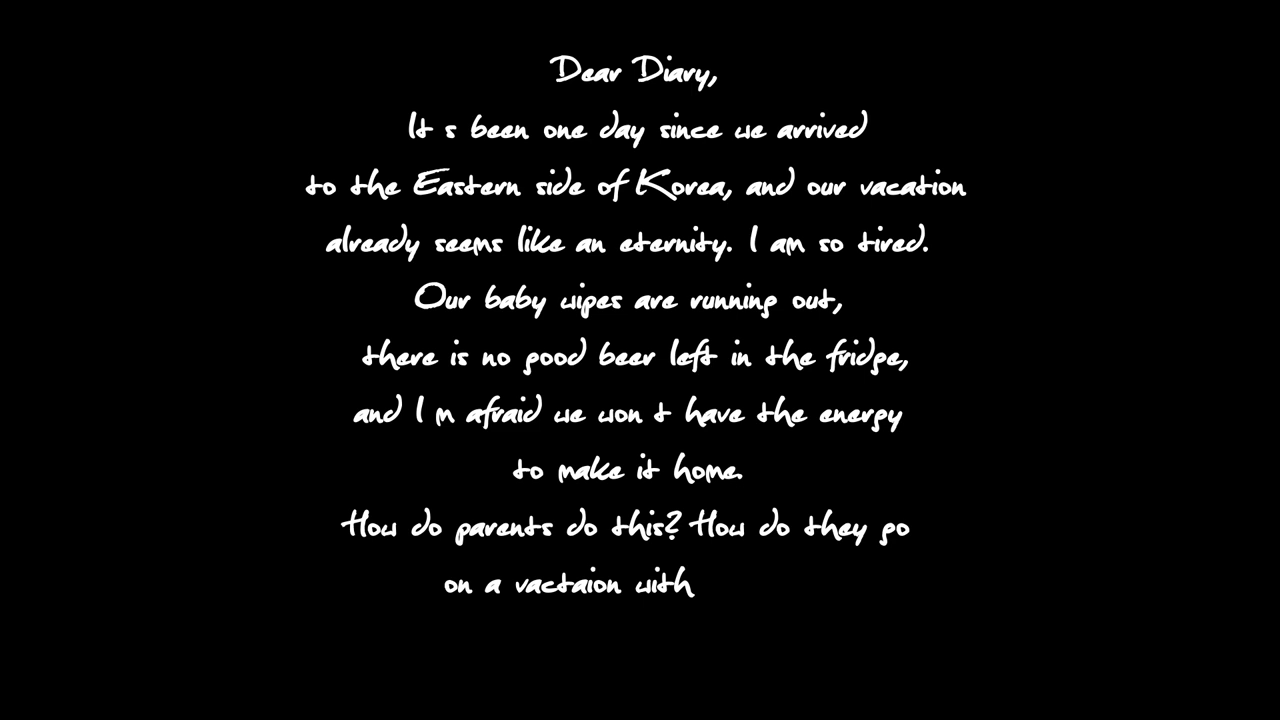 Dear Diary,
It s been one day since we arrived
to the Eastern side of Korea, and our vacation
already seems like an eternity. I am so tired.
Our baby wipes are running out,
there is no good beer left in the fridge,
and I m afraid we won t have the energy
to make it home.
How do parents do this? How do they go
on a vactaion with